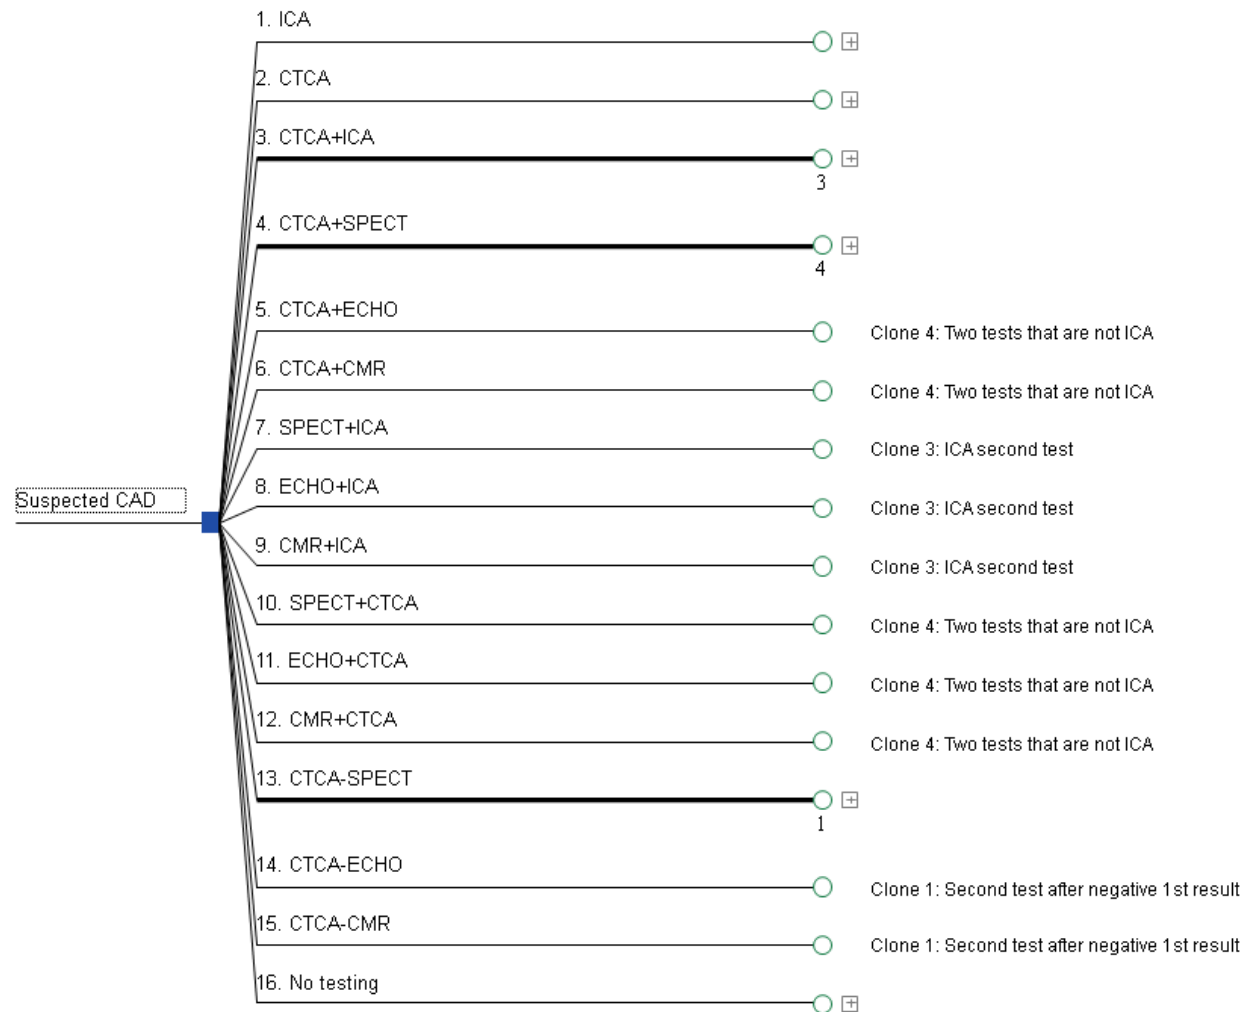 1. ICA
2. CTCA
3. CTCA+ICA
3
4. CTCA+SPECT
4
5. CTCA+ECHO
Clone 4: Two tests that are not ICA
6. CTCA+CMR
Clone 4: Two tests that are not ICA
7. SPECT+ICA
Clone 3: ICA second test
Suspected CAD
8. ECHO+ICA
Clone 3: ICA second test
9. CMR+ICA
Clone 3: ICA second test
10. SPECT+CTCA
Clone 4: Two tests that are not ICA
11. ECHO+CTCA
Clone 4: Two tests that are not ICA
12. CMR+CTCA
Clone 4: Two tests that are not ICA
13. CTCA-SPECT
1
14. CTCA-ECHO
Clone 1: Second test after negative 1st result
15. CTCA-CMR
Clone 1: Second test after negative 1st result
16. No testing